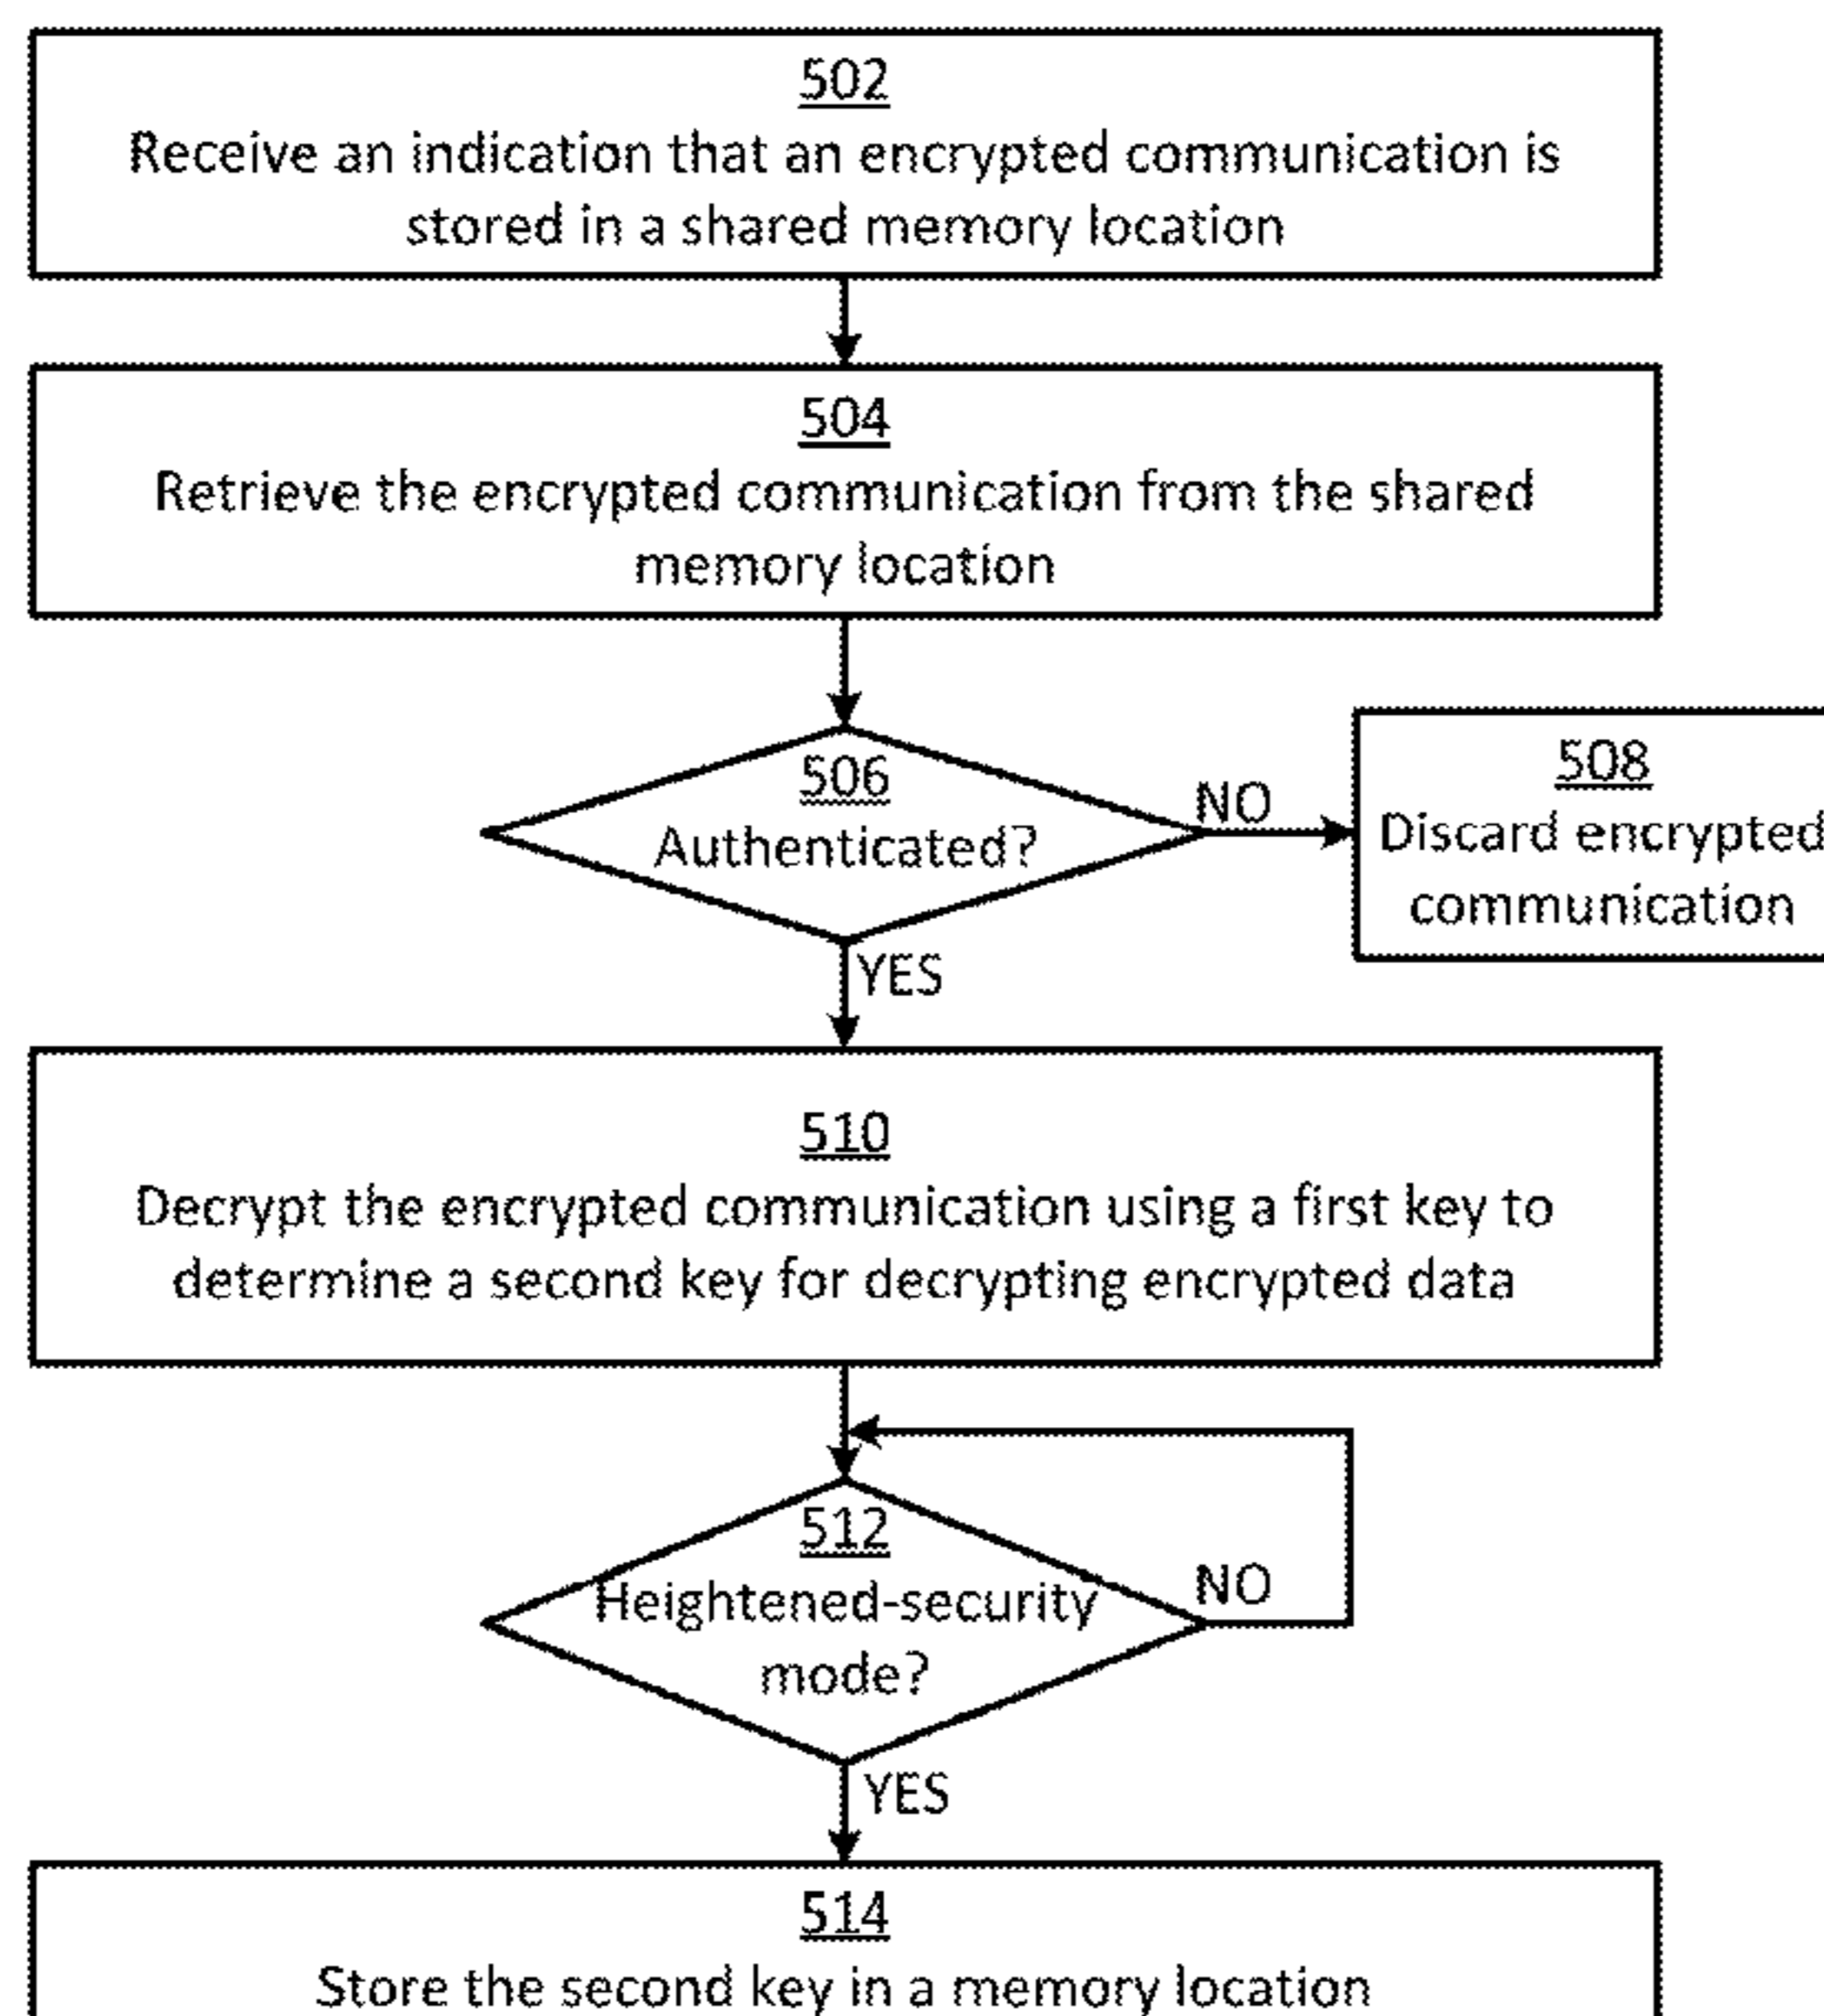 502
Receive an indication that an encrypted communication is
stored in a shared memory location
504
Retrieve the encrypted communication from the shared
memory location
506
Authenticated?
NO
508
Discard encrypted
communication
YES
510
Decrypt the encrypted communication using a first key to
determine a second key for decrypting encrypted data
512
Heightened-security
mode?
NO
YES
514
Store the second key in a memory location